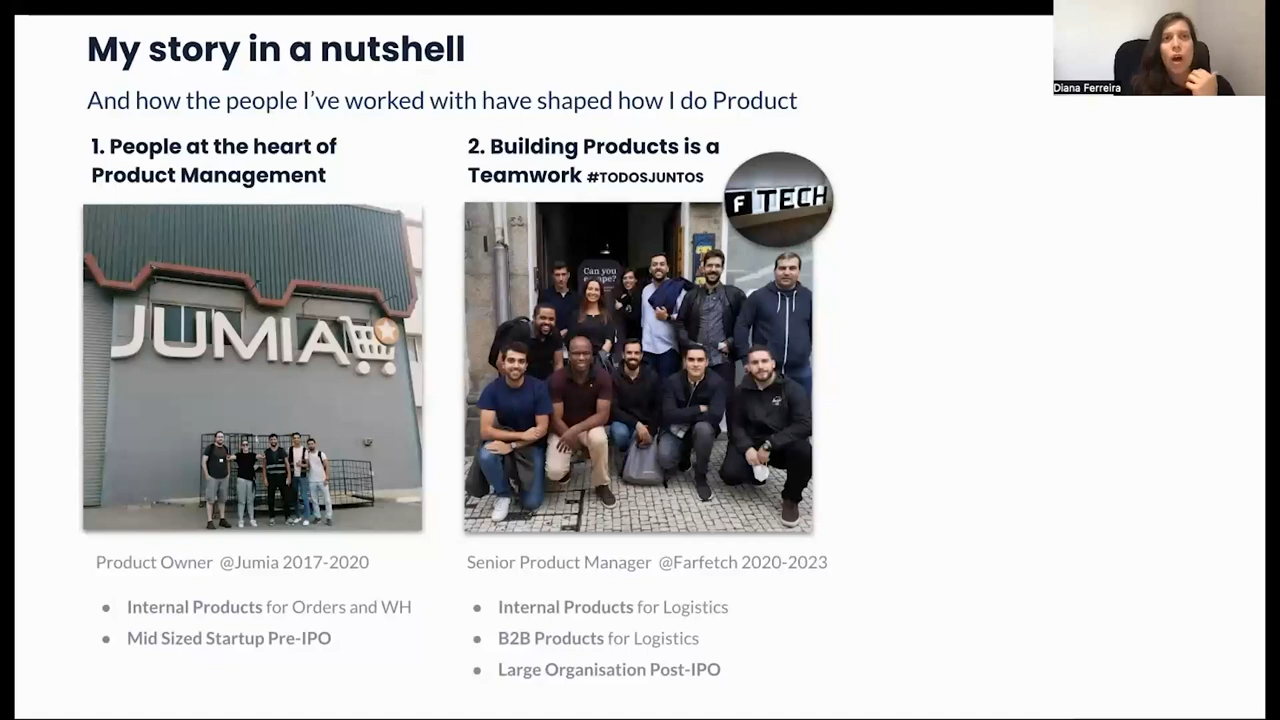 My story in a nutshell
Diana Ferreira
And how the people I've worked with have shaped how I do Product
1. People at the heart of
Product Management
2. Building Products is a
Teamwork #TODOSJUNTOS
F TECH
JUMIA
Can you
escape?
Product Owner @Jumia 2017-2020
Internal Products for Orders and WH
Mid Sized Startup Pre-IPO
Senior Product Manager @Farfetch 2020-2023
Internal Products for Logistics
B2B Products for Logistics
Large Organisation Post-IPO